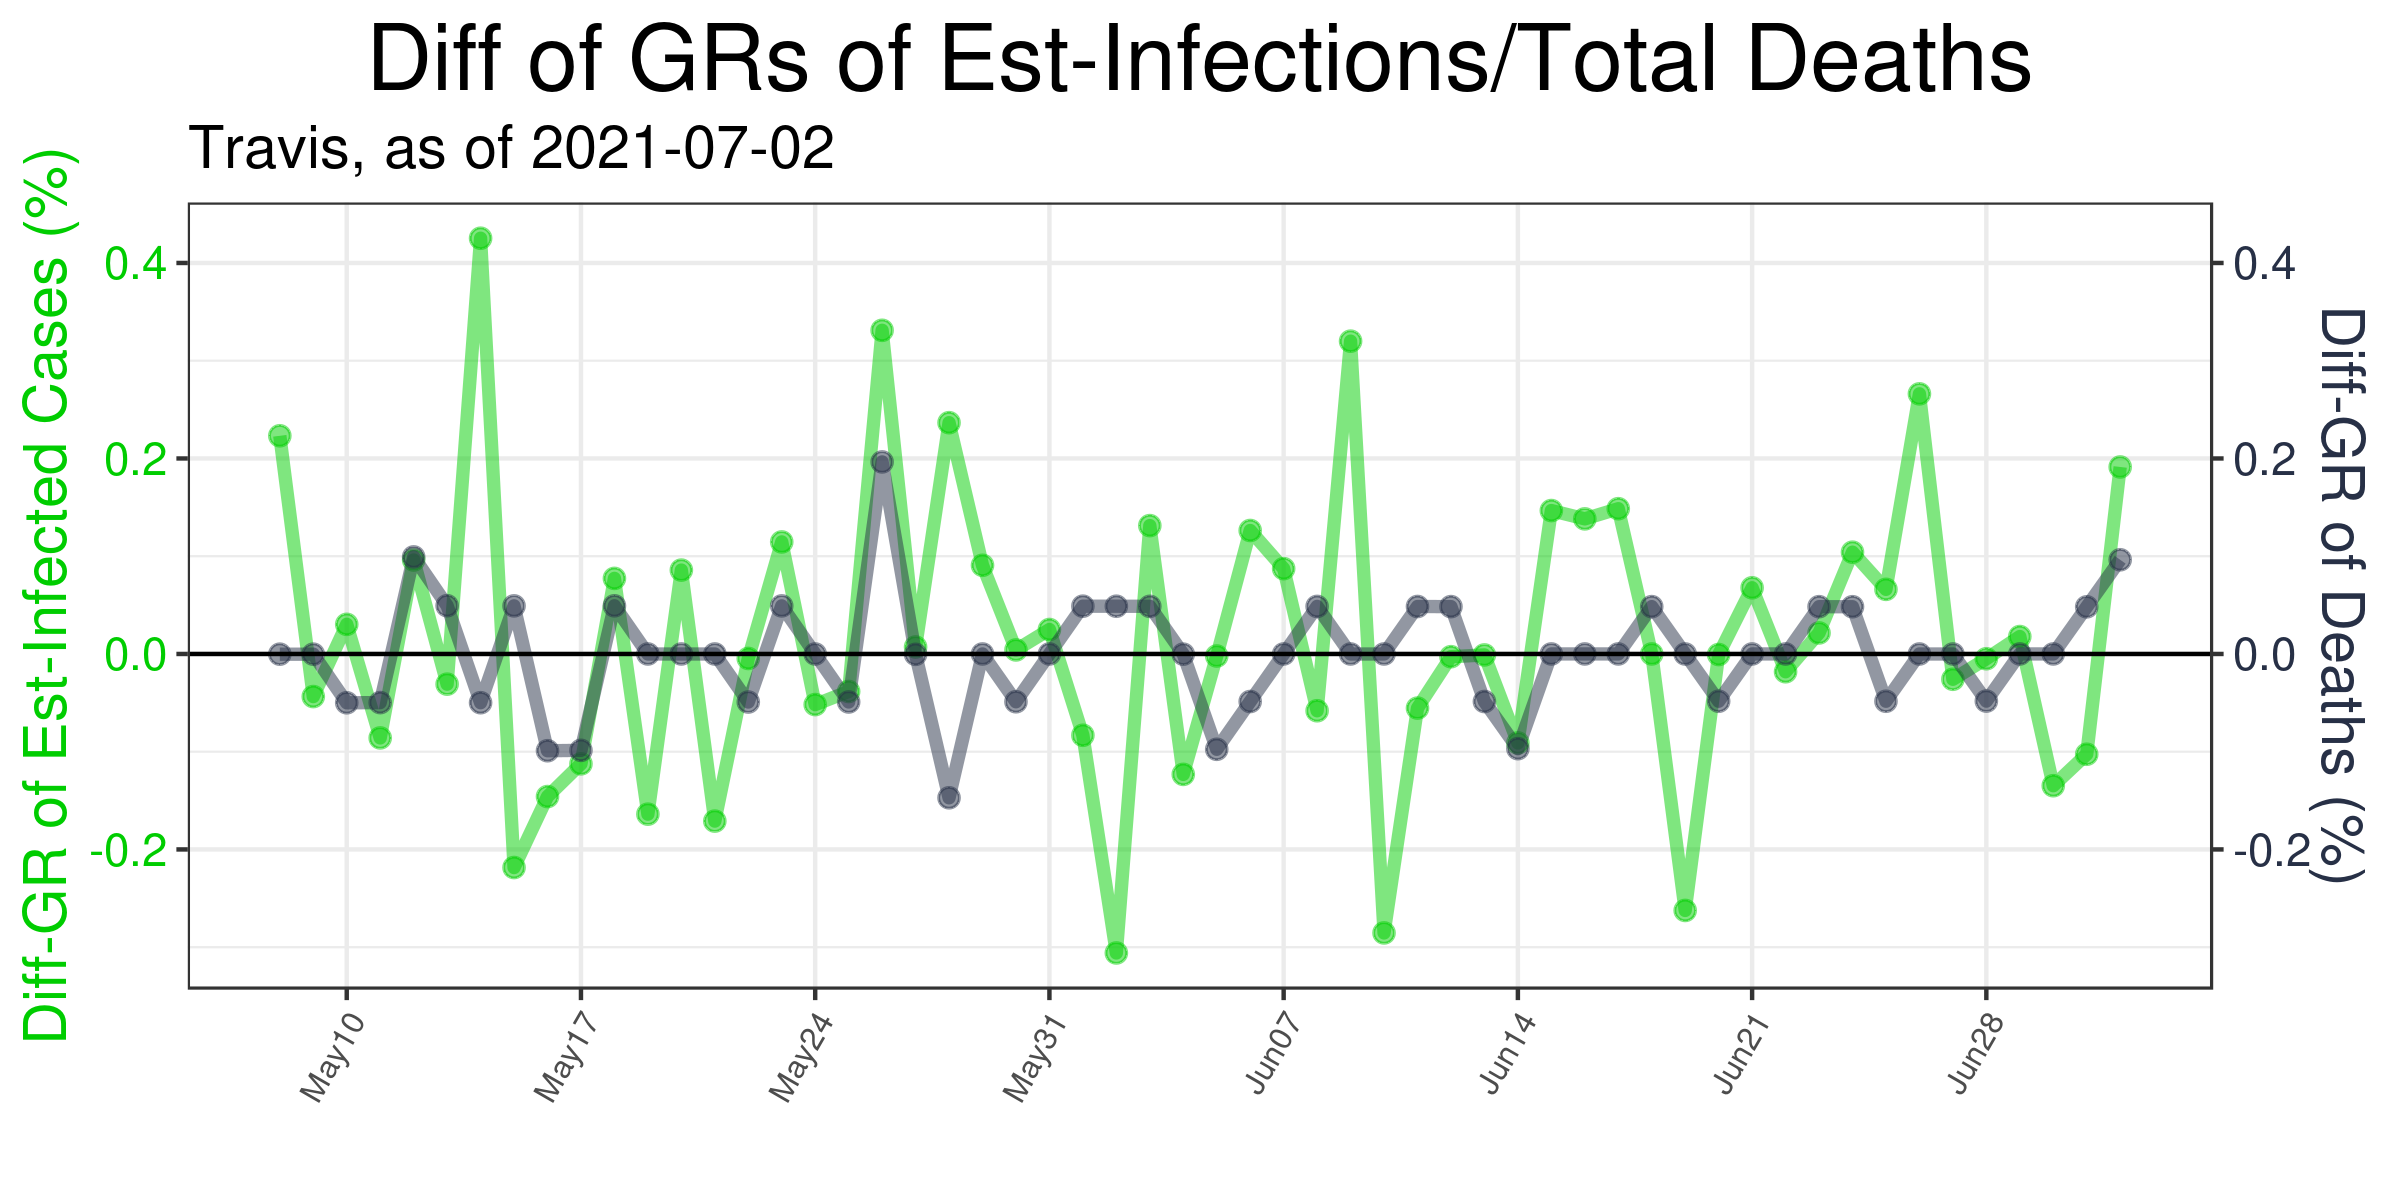 Diff of GRs of Est-Infections/Total Deaths
Travis, as of 2021-07-02
Diff-GR of Est-Infected Cases (%)
0.4
0.2
0.0
-0.2
0.4
0.2
0.0
-0.2
Diff-GR of Deaths (%)
May10
May17
May24
May31
Jun07
Jun14
Jun21
Jun28